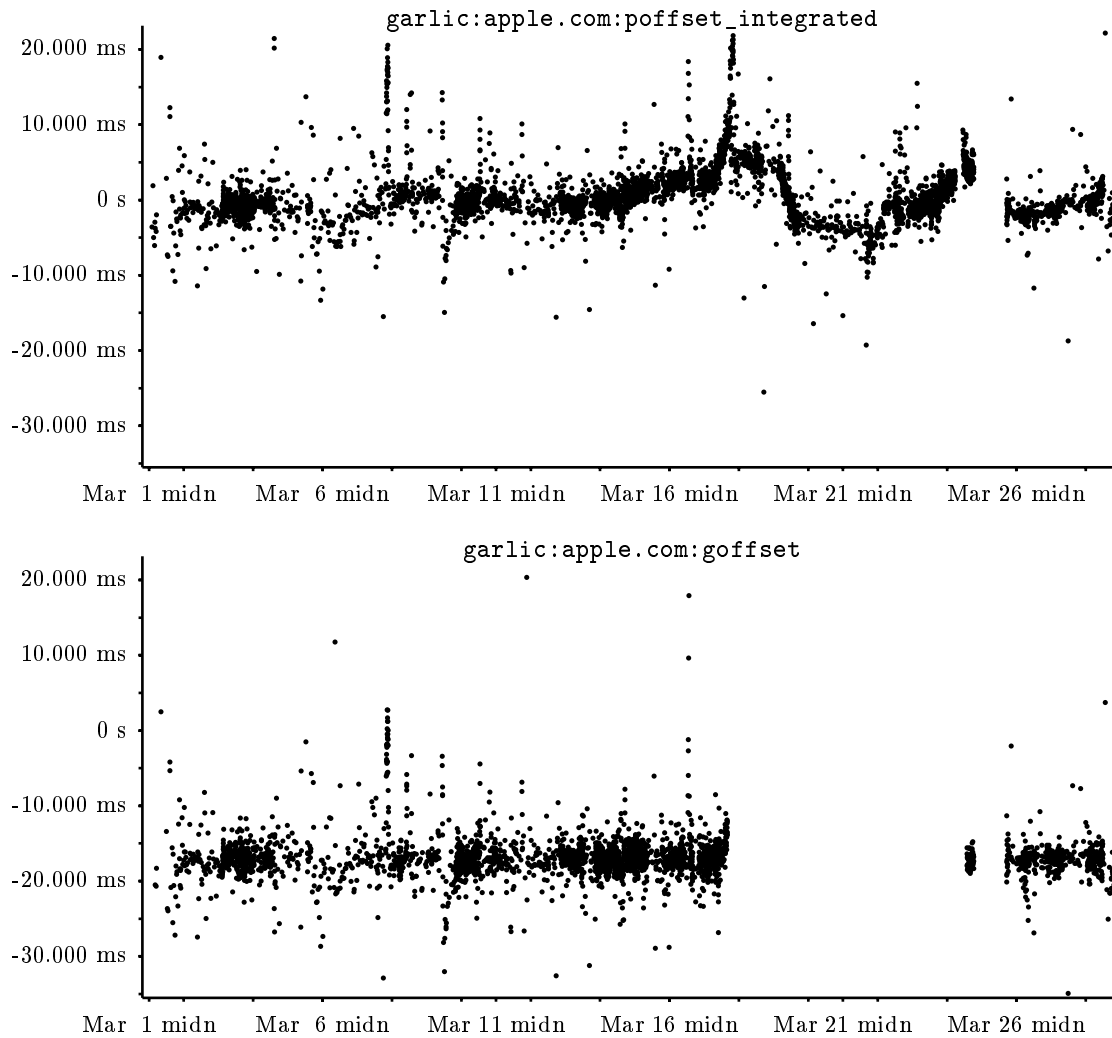 garlic:apple.com:poffset_integrated
20.000 ms
10.000 ms
0 s
-10.000 ms
-20.000 ms
-30.000 ms
Mar 1 midn Mar 6 midn Mar 11 midn Mar 16 midn Mar 21 midn Mar 26 midn
garlic:apple.com:goffset
20.000 ms
10.000 ms
0 s
-10.000 ms
-20.000 ms
-30.000 ms
Mar 1 midn Mar 6 midn Mar 11 midn Mar 16 midn Mar 21 midn Mar 26 midn